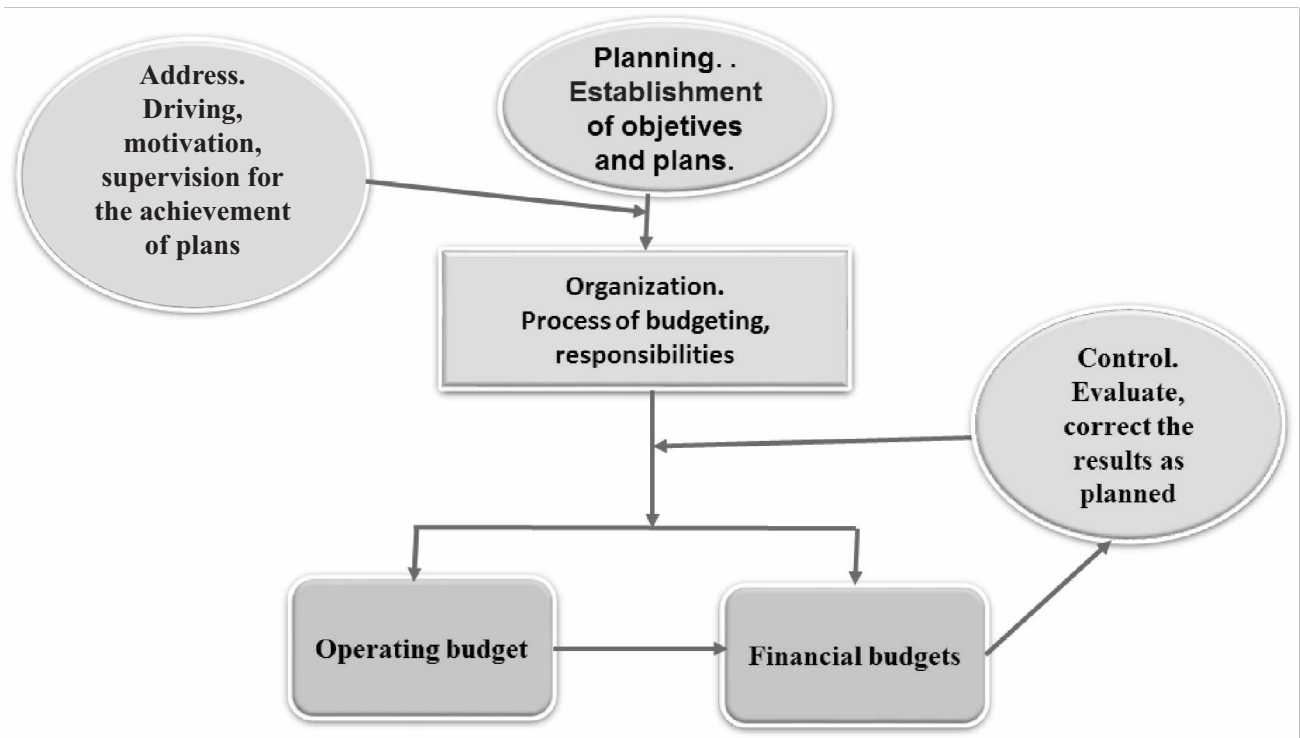 Address.
Driving,
motivation,
supervision for
the achievement
of plans
Planning. .
Establishment
of objetives
and plans.
Organization.
Process of budgeting,
responsibilities
Control.
Evaluate,
correct the
results as
planned
Operating budget
Financial budgets